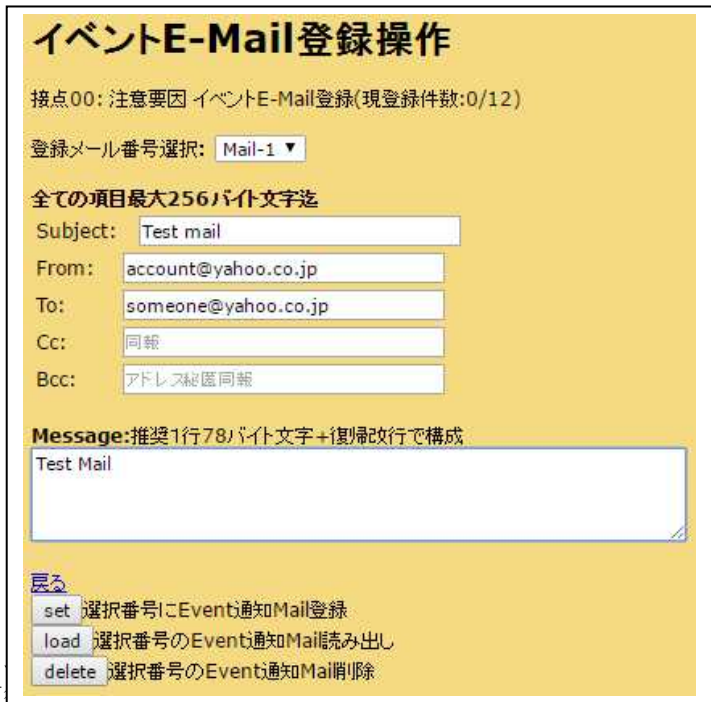 イベントE-Mail登録操作
接点00: 注意要因 イベントE-Mail登録(現登録件数:0/12)
登録メール番号選択: Mail-1 ▼
全ての項目最大256バイト文字迄
Subject: Test mail
From: account@yahoo.co.jp
To: someone@yahoo.co.jp
Cc: 同報
Bcc: アドレス秘匿同報
Message:推奨1行78バイト文字+復帰改行で構成
Test Mail
戻る
set 選択番号にEvent通知Mail登録
load 選択番号のEvent通知Mail読み出し
delete 選択番号のEvent通知Mail削除